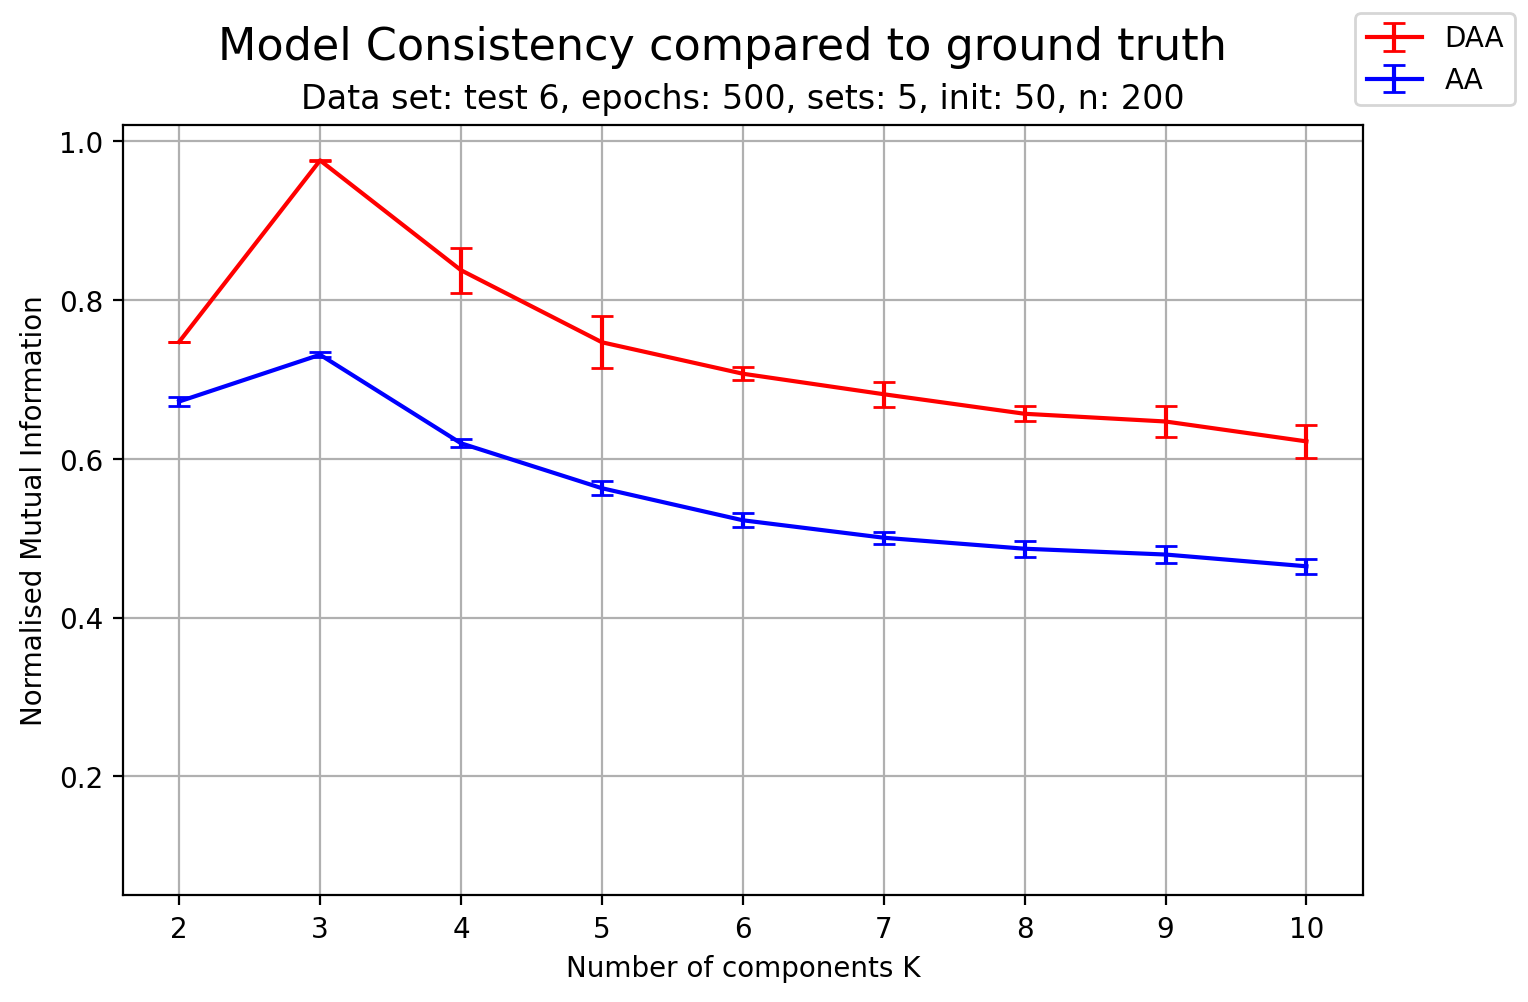 Model Consistency compared to ground truth
Data set: test 6, epochs: 500, sets: 5, init: 50, n: 200
DAA
AA
Normalised Mutual Information
1.0
0.8
0.6
0.4
0.2
2 3 4 5 6 7 8 9 10
Number of components K